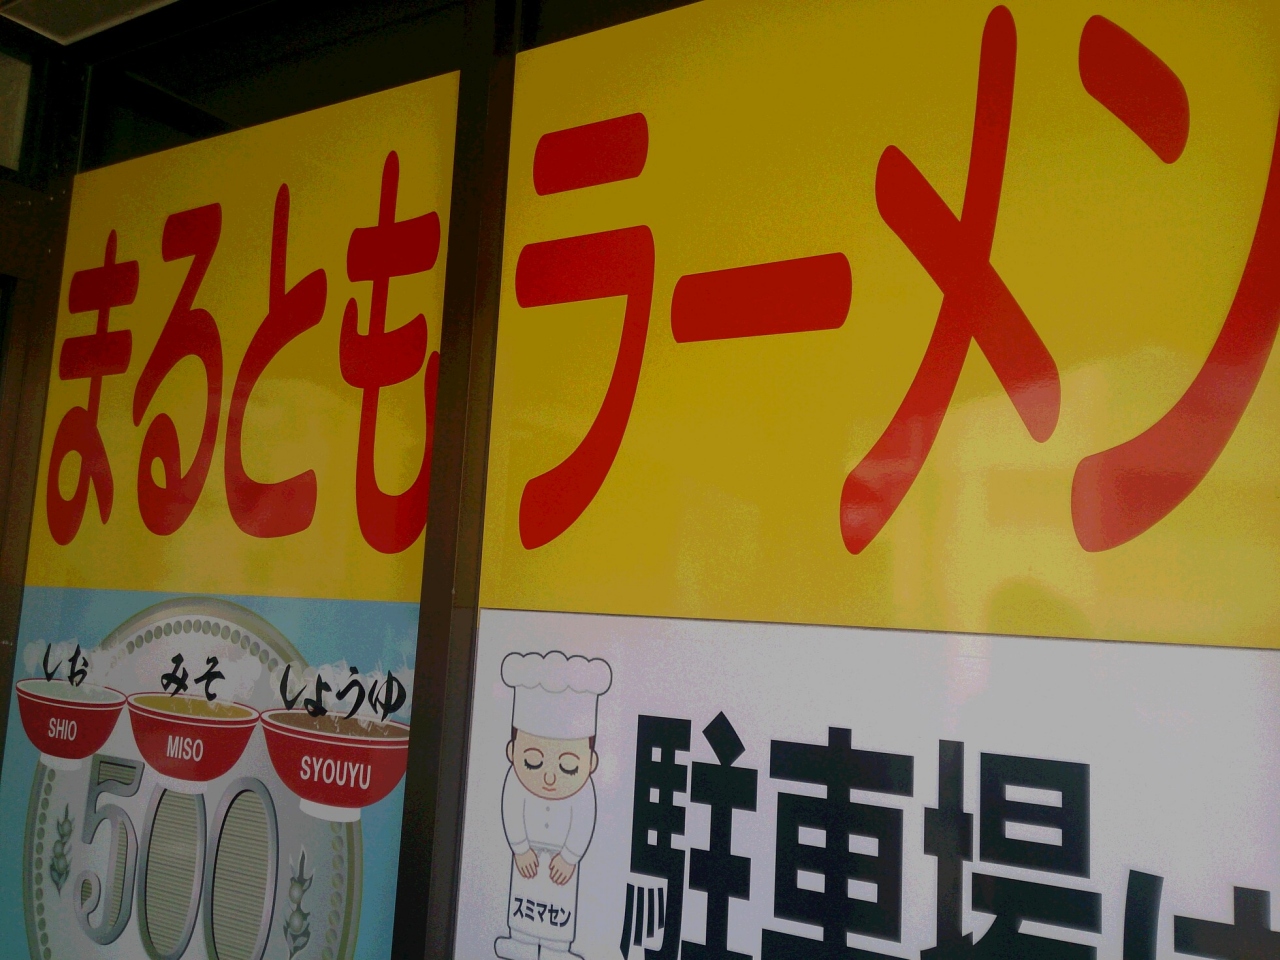 まるとも
ラーメン
しお みそ しょうゆ
SHIO MISO SYOUYU
500
スミマセン
駐車場は